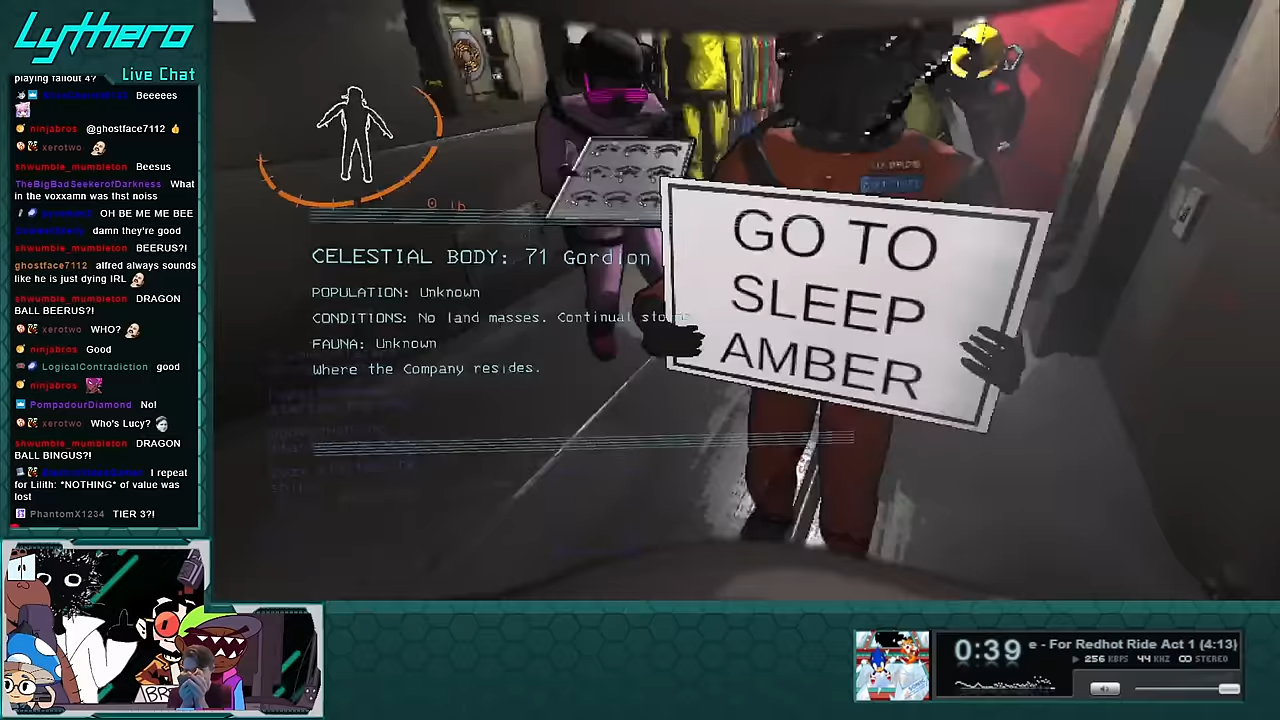 Lythero
Live Chat
playing fallout 4?
Beeeees
ninjabros @ghostface7112
xerotwo
shwumble_mumbleton Beesus
TheBigBadSeekerofDarkness What
in the voxxamn was thst noiss
OH BE ME ME BEE
damn they're good
shwumble_mumbleton BEERUS?!
ghostface7112 alfred always sounds
like he is just dying IRL
shwumble_mumbleton DRAGON
BALL BEERUS?!
xerotwo WHO?
ninjabros Good
LogicalContradiction good
ninjabros
PompadourDiamond No!
xerotwo Who's Lucy?
shwumble_mumbleton DRAGON
BALL BINGUS?!
I repeat
for Lilith: *NOTHING* of value was
lost
PhantomX1234 TIER 3?!
0 lb
CELESTIAL BODY: 71 Gordion
POPULATION: Unknown
CONDITIONS: No land masses. Continual
FAUNA: Unknown
Where the Company resides.
GO TO
SLEEP
AMBER
BR
0:39
e - For Redhot Ride Act 1 (4:13)
256 KBPS 44 KHZ STEREO